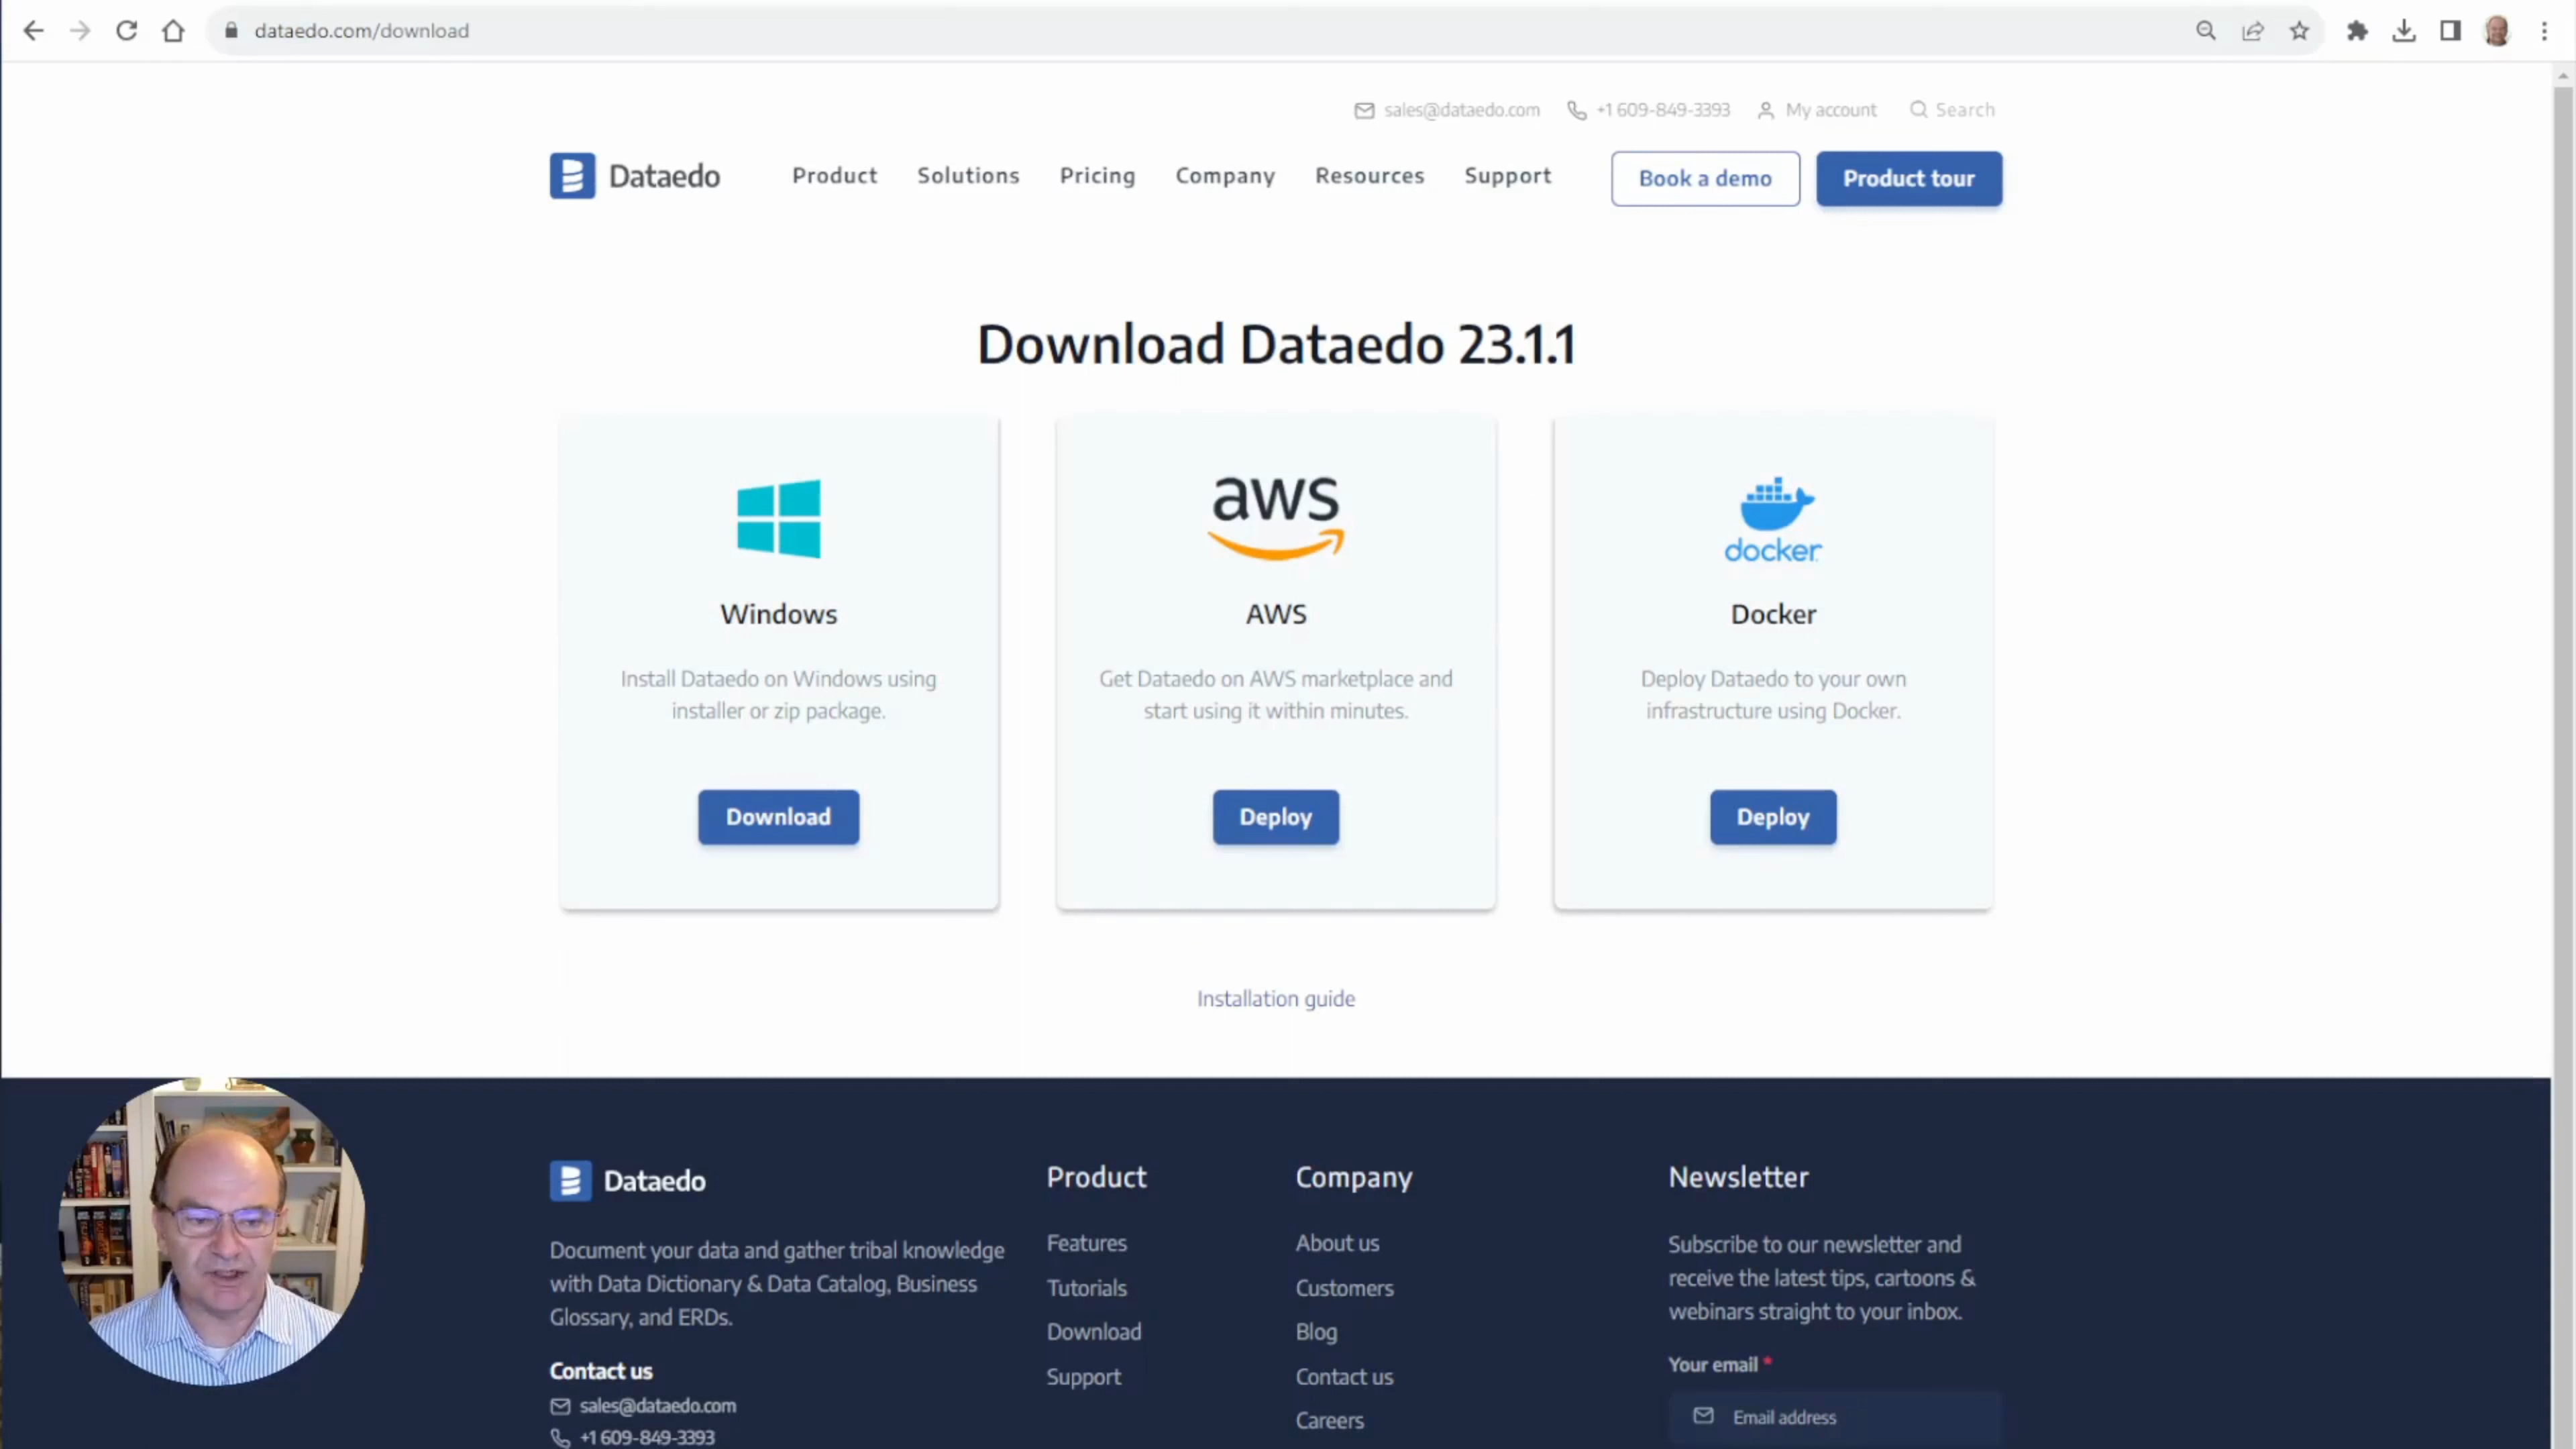 dataedo.com/download
sales@dataedo.com
+1 609-849-3393
My account
Search
Dataedo
Product
Solutions
Pricing
Company
Resources
Support
Book a demo
Product tour
Download Dataedo 23.1.1
Windows
Install Dataedo on Windows using
installer or zip package.
Download
aws
AWS
Get Dataedo on AWS marketplace and
start using it within minutes.
Deploy
docker
Docker
Deploy Dataedo to your own
infrastructure using Docker.
Deploy
Installation guide
Dataedo
Document your data and gather tribal knowledge
with Data Dictionary & Data Catalog, Business
Glossary, and ERDs.
Contact us
sales@dataedo.com
+1 609-849-3393
Product
Features
Tutorials
Download
Support
Company
About us
Customers
Blog
Contact us
Careers
Newsletter
Subscribe to our newsletter and
receive the latest tips, cartoons &
webinars straight to your inbox.
Your email *
Email address